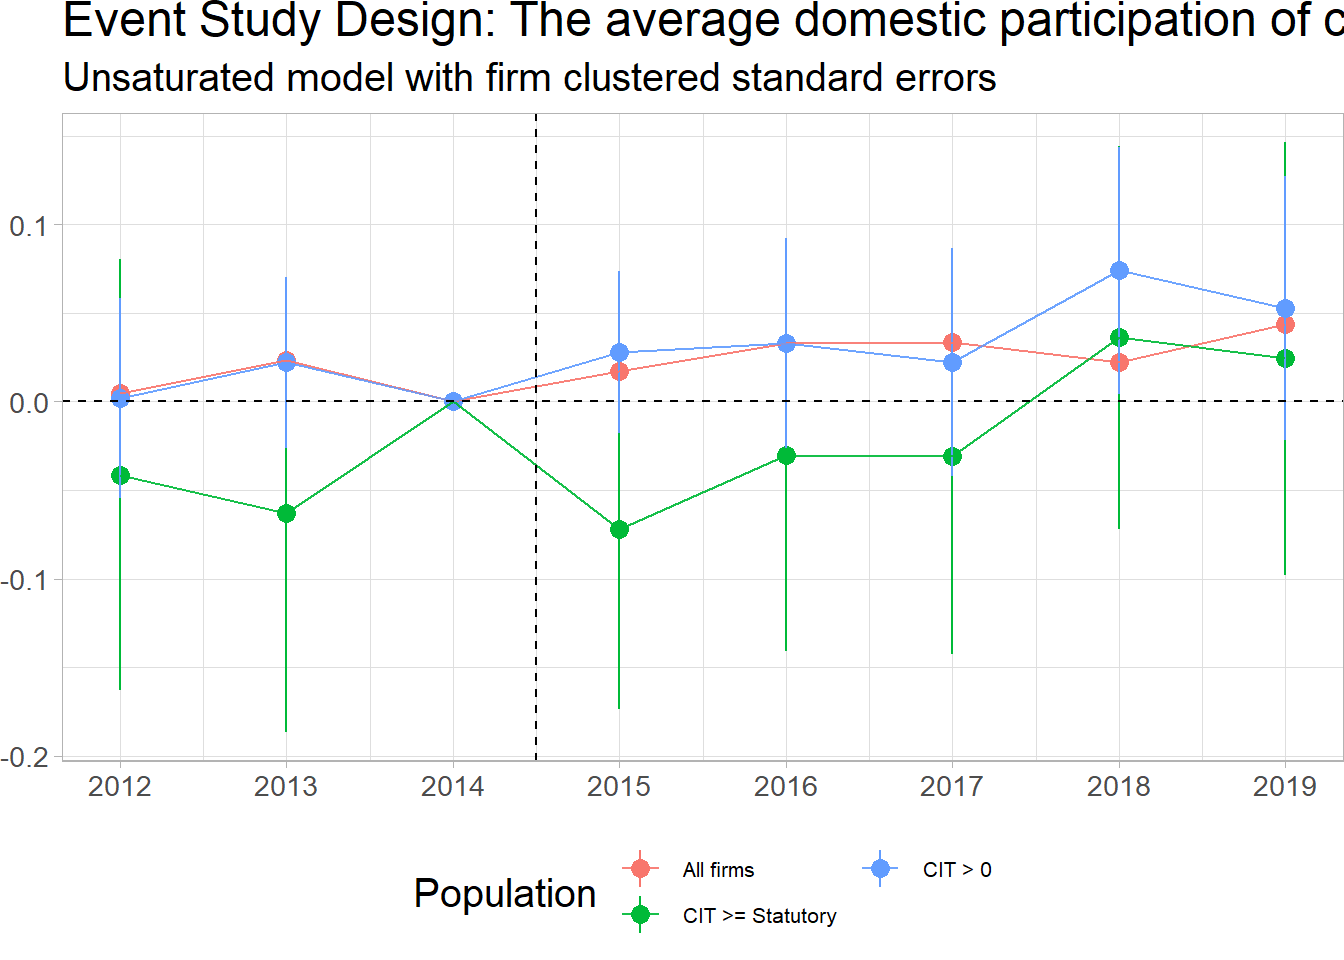 Event Study Design: The average domestic participation of c
Unsaturated model with firm clustered standard errors
0.1
0.0
-0.1
-0.2
2012 2013 2014 2015 2016 2017 2018 2019
Population
All firms
CIT > 0
CIT >= Statutory